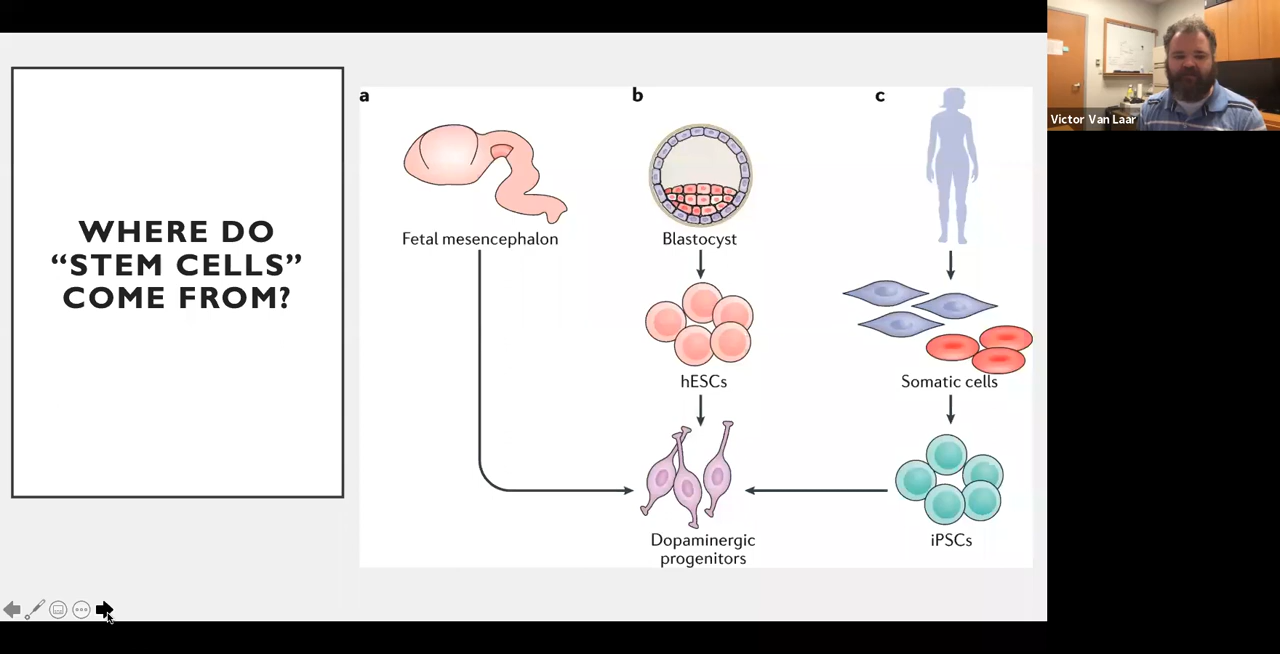 WHERE DO
“STEM CELLS”
COME FROM?
a
b
c
Fetal mesencephalon
Blastocyst
hESCs
Somatic cells
Dopaminergic
progenitors
iPSCs
Victor Van Laar